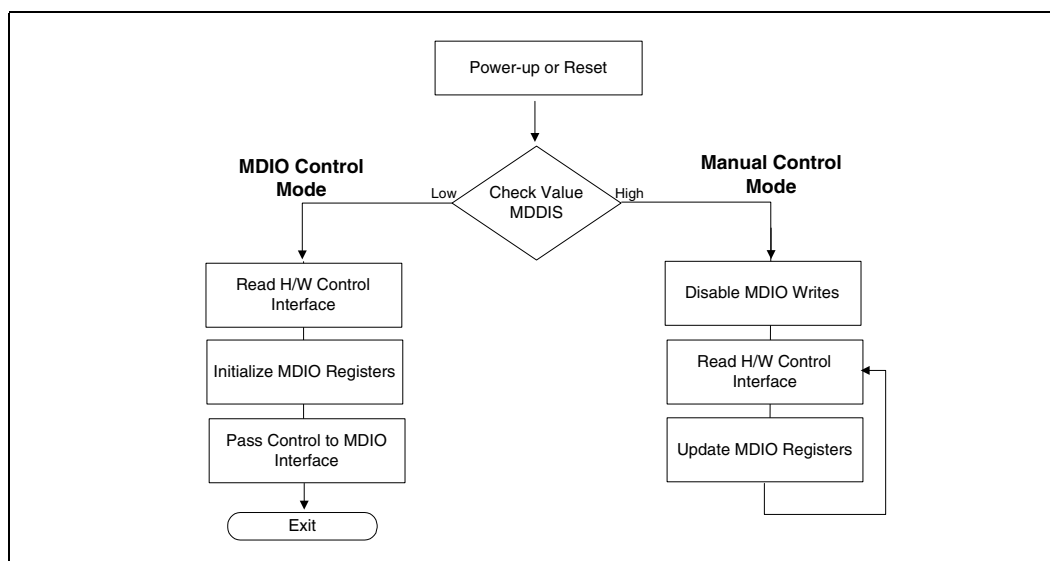 Power-up or Reset
MDIO Control
Mode
Manual Control
Mode
Low
Check Value
MDDIS
High
Read H/W Control
Interface
Initialize MDIO Registers
Pass Control to MDIO
Interface
Exit
Disable MDIO Writes
Read H/W Control
Interface
Update MDIO Registers